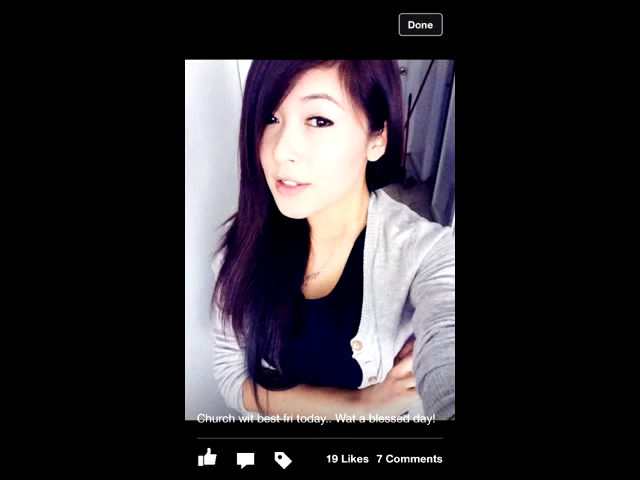 Done
Church wit best fri today.. Wat a blessed day!
19 Likes 7 Comments